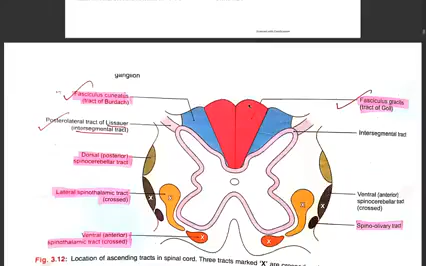 ganglion
Fasciculus cuneatus
(tract of Burdach)
Posterolateral tract of Lissauer
(intersegmental tract)
Dorsal (posterior)
spinocerebellar tract
Lateral spinothalamic tract
(crossed)
Ventral (anterior)
spinothalamic tract (crossed)
Fasciculus gracilis
(tract of Goll)
Intersegmental tract
Ventral (anterior)
spinocerebellar tract
(crossed)
Spino-olivary tract
X X
X X
X X
Fig. 3.12: Location of ascending tracts in spinal cord. Three tracts marked 'X' are